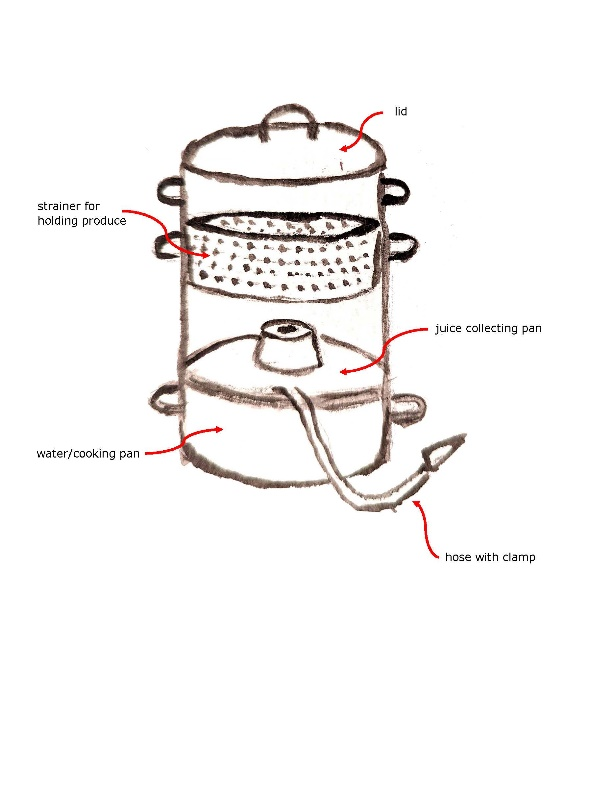 lid
strainer for
holding produce
juice collecting pan
water/cooking pan
hose with clamp